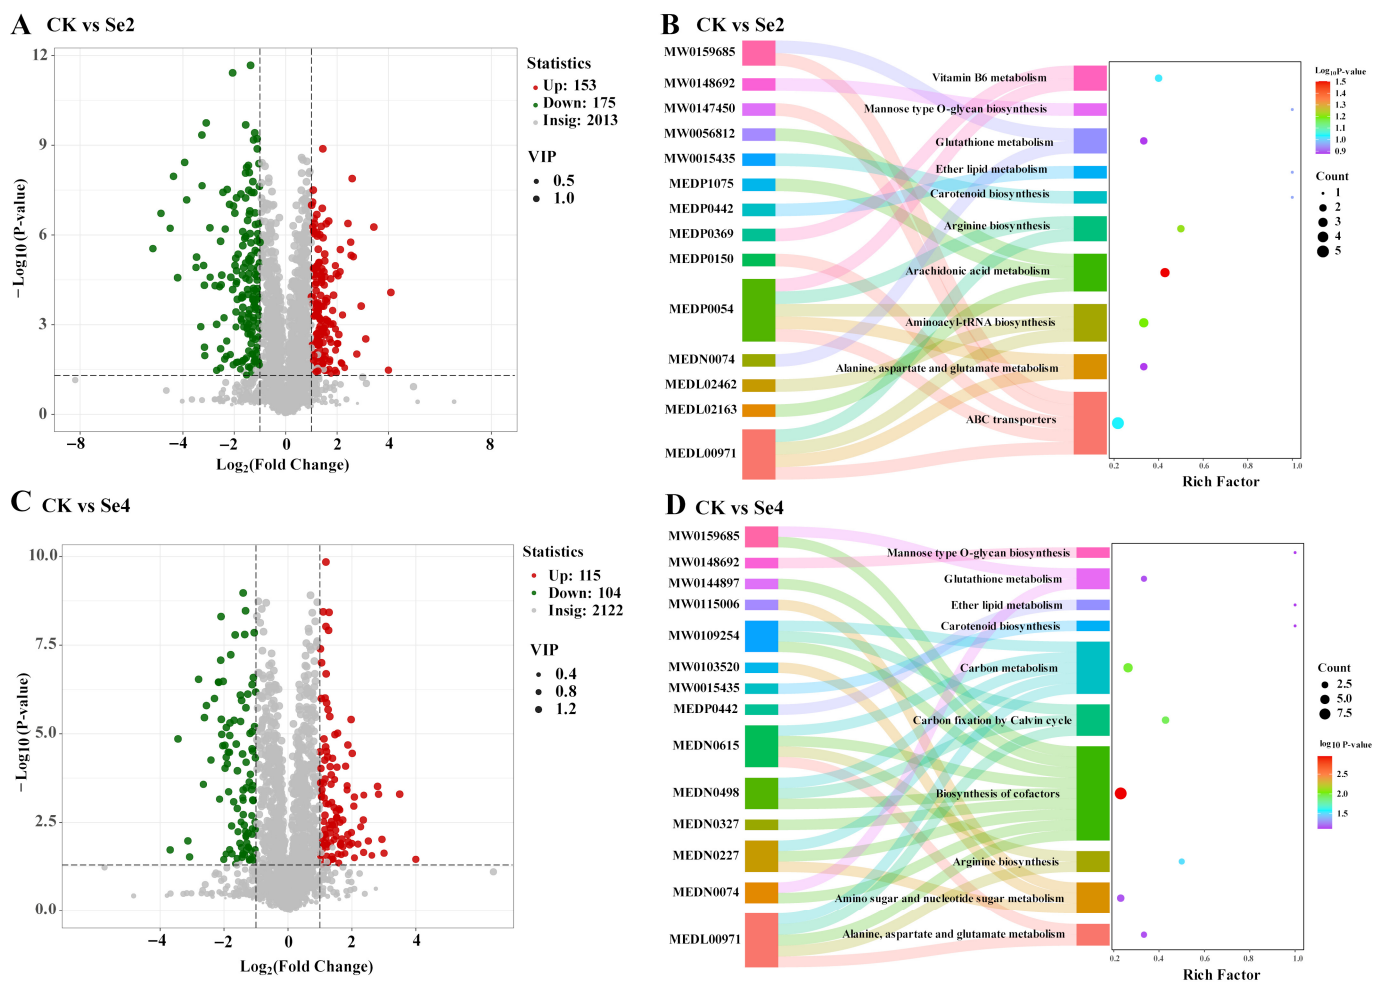 A CK vs Se2
12
9
6
3
0
−Log10 (P-value)
−8
−4
−2
0
2
4
8
Log2(Fold Change)
Statistics
Up: 153
Down: 175
Insig: 2013
VIP
0.5
1.0
B CK vs Se2
MW0159685
MW0148692
MW0147450
MW0056812
MW0015435
MEDP1075
MEDP0442
MEDP0369
MEDP0150
MEDP0054
MEDN0074
MEDL02462
MEDL02163
MEDL00971
Vitamin B6 metabolism
Mannose type O-glycan biosynthesis
Glutathione metabolism
Ether lipid metabolism
Carotenoid biosynthesis
Arginine biosynthesis
Arachidonic acid metabolism
Aminoacyl-tRNA biosynthesis
Alanine, aspartate and glutamate metabolism
ABC transporters
0.2
0.4
0.6
0.8
1.0
Rich Factor
Log10P-value
1.5
1.4
1.3
1.2
1.1
1.0
0.9
Count
1
2
3
4
5
C CK vs Se4
10.0
7.5
5.0
2.5
0.0
−Log10 (P-value)
−4
−2
0
2
4
Log2(Fold Change)
Statistics
Up: 115
Down: 104
Insig: 2122
VIP
0.4
0.8
1.2
D CK vs Se4
MW0159685
MW0148692
MW0144897
MW0115006
MW0109254
MW0103520
MW0015435
MEDP0442
MEDN0615
MEDN0498
MEDN0327
MEDN0227
MEDN0074
MEDL00971
Mannose type O-glycan biosynthesis
Glutathione metabolism
Ether lipid metabolism
Carotenoid biosynthesis
Carbon metabolism
Carbon fixation by Calvin cycle
Biosynthesis of cofactors
Arginine biosynthesis
Amino sugar and nucleotide sugar metabolism
Alanine, aspartate and glutamate metabolism
0.2
0.4
0.6
0.8
1.0
Rich Factor
Count
2.5
5.0
7.5
log10 P-value
2.5
2.0
1.5